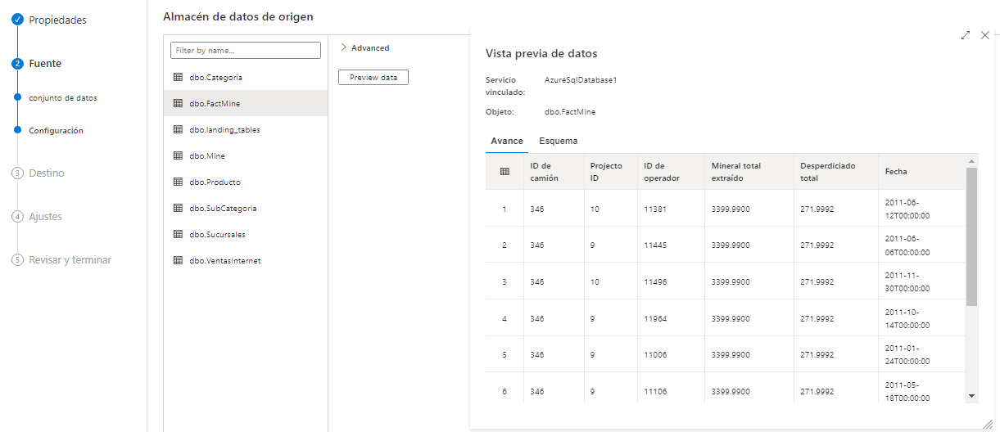 Propiedades
2 Fuente
conjunto de datos
Configuración
3 Destino
4 Ajustes
5 Revisar y terminar
Almacén de datos de origen
Filter by name...
dbo.Categoria
dbo.FactMine
dbo.landing_tables
dbo.Mine
dbo.Producto
dbo.SubCategoria
dbo.Sucursales
dbo.VentasInternet
Advanced
Preview data
Vista previa de datos
Servicio
vinculado:
AzureSqlDatabase1
Objeto: dbo.FactMine
Avance Esquema
ID de
camión
Projecto
ID
ID de
operador
Mineral total
extraído
Desperdiciado
total
Fecha
1 346 10 11381 3399.9900 271.9992 2011-06-
12T00:00:00
2 346 9 11445 3399.9900 271.9992 2011-06-
06T00:00:00
3 346 10 11496 3399.9900 271.9992 2011-11-
30T00:00:00
4 346 9 11964 3399.9900 271.9992 2011-10-
14T00:00:00
5 346 9 11006 3399.9900 271.9992 2011-01-
24T00:00:00
6 346 9 11106 3399.9900 271.9992 2011-05-
18T00:00:00